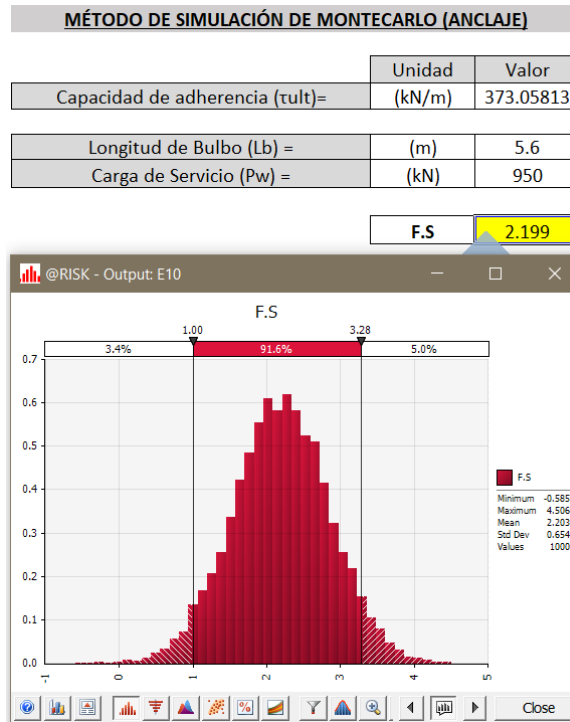 MÉTODO DE SIMULACIÓN DE MONTECARLO (ANCLAJE)
Unidad Valor
Capacidad de adherencia (τult)= (kN/m) 373.05813
Longitud de Bulbo (Lb) = (m) 5.6
Carga de Servicio (Pw) = (kN) 950
F.S 2.199
@RISK - Output: E10
F.S
1.00 3.28
3.4% 91.6% 5.0%
0.7
0.6
0.5
0.4
0.3
0.2
0.1
0.0
-1 0 1 2 3 4 5
F.S
Minimum -0.585
Maximum 4.506
Mean 2.203
Std Dev 0.654
Values 1000
Close